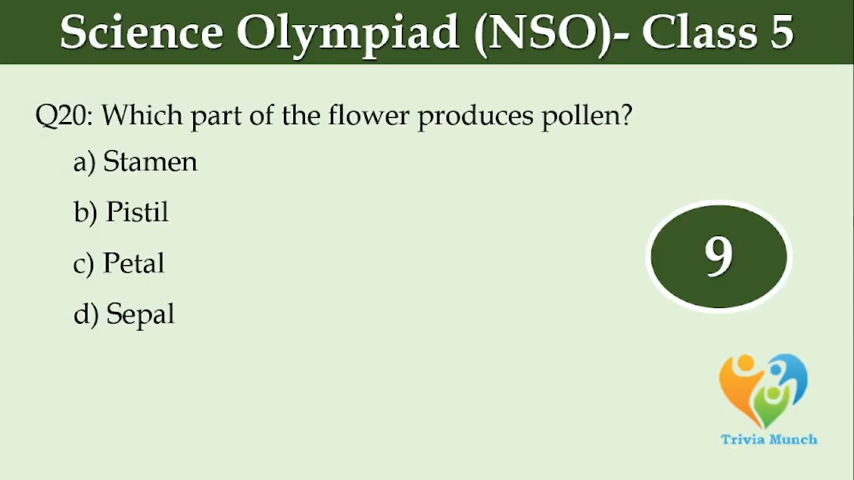 Science Olympiad (NSO)- Class 5
Q20: Which part of the flower produces pollen?
a) Stamen
b) Pistil
c) Petal
d) Sepal
9
Trivia Munch